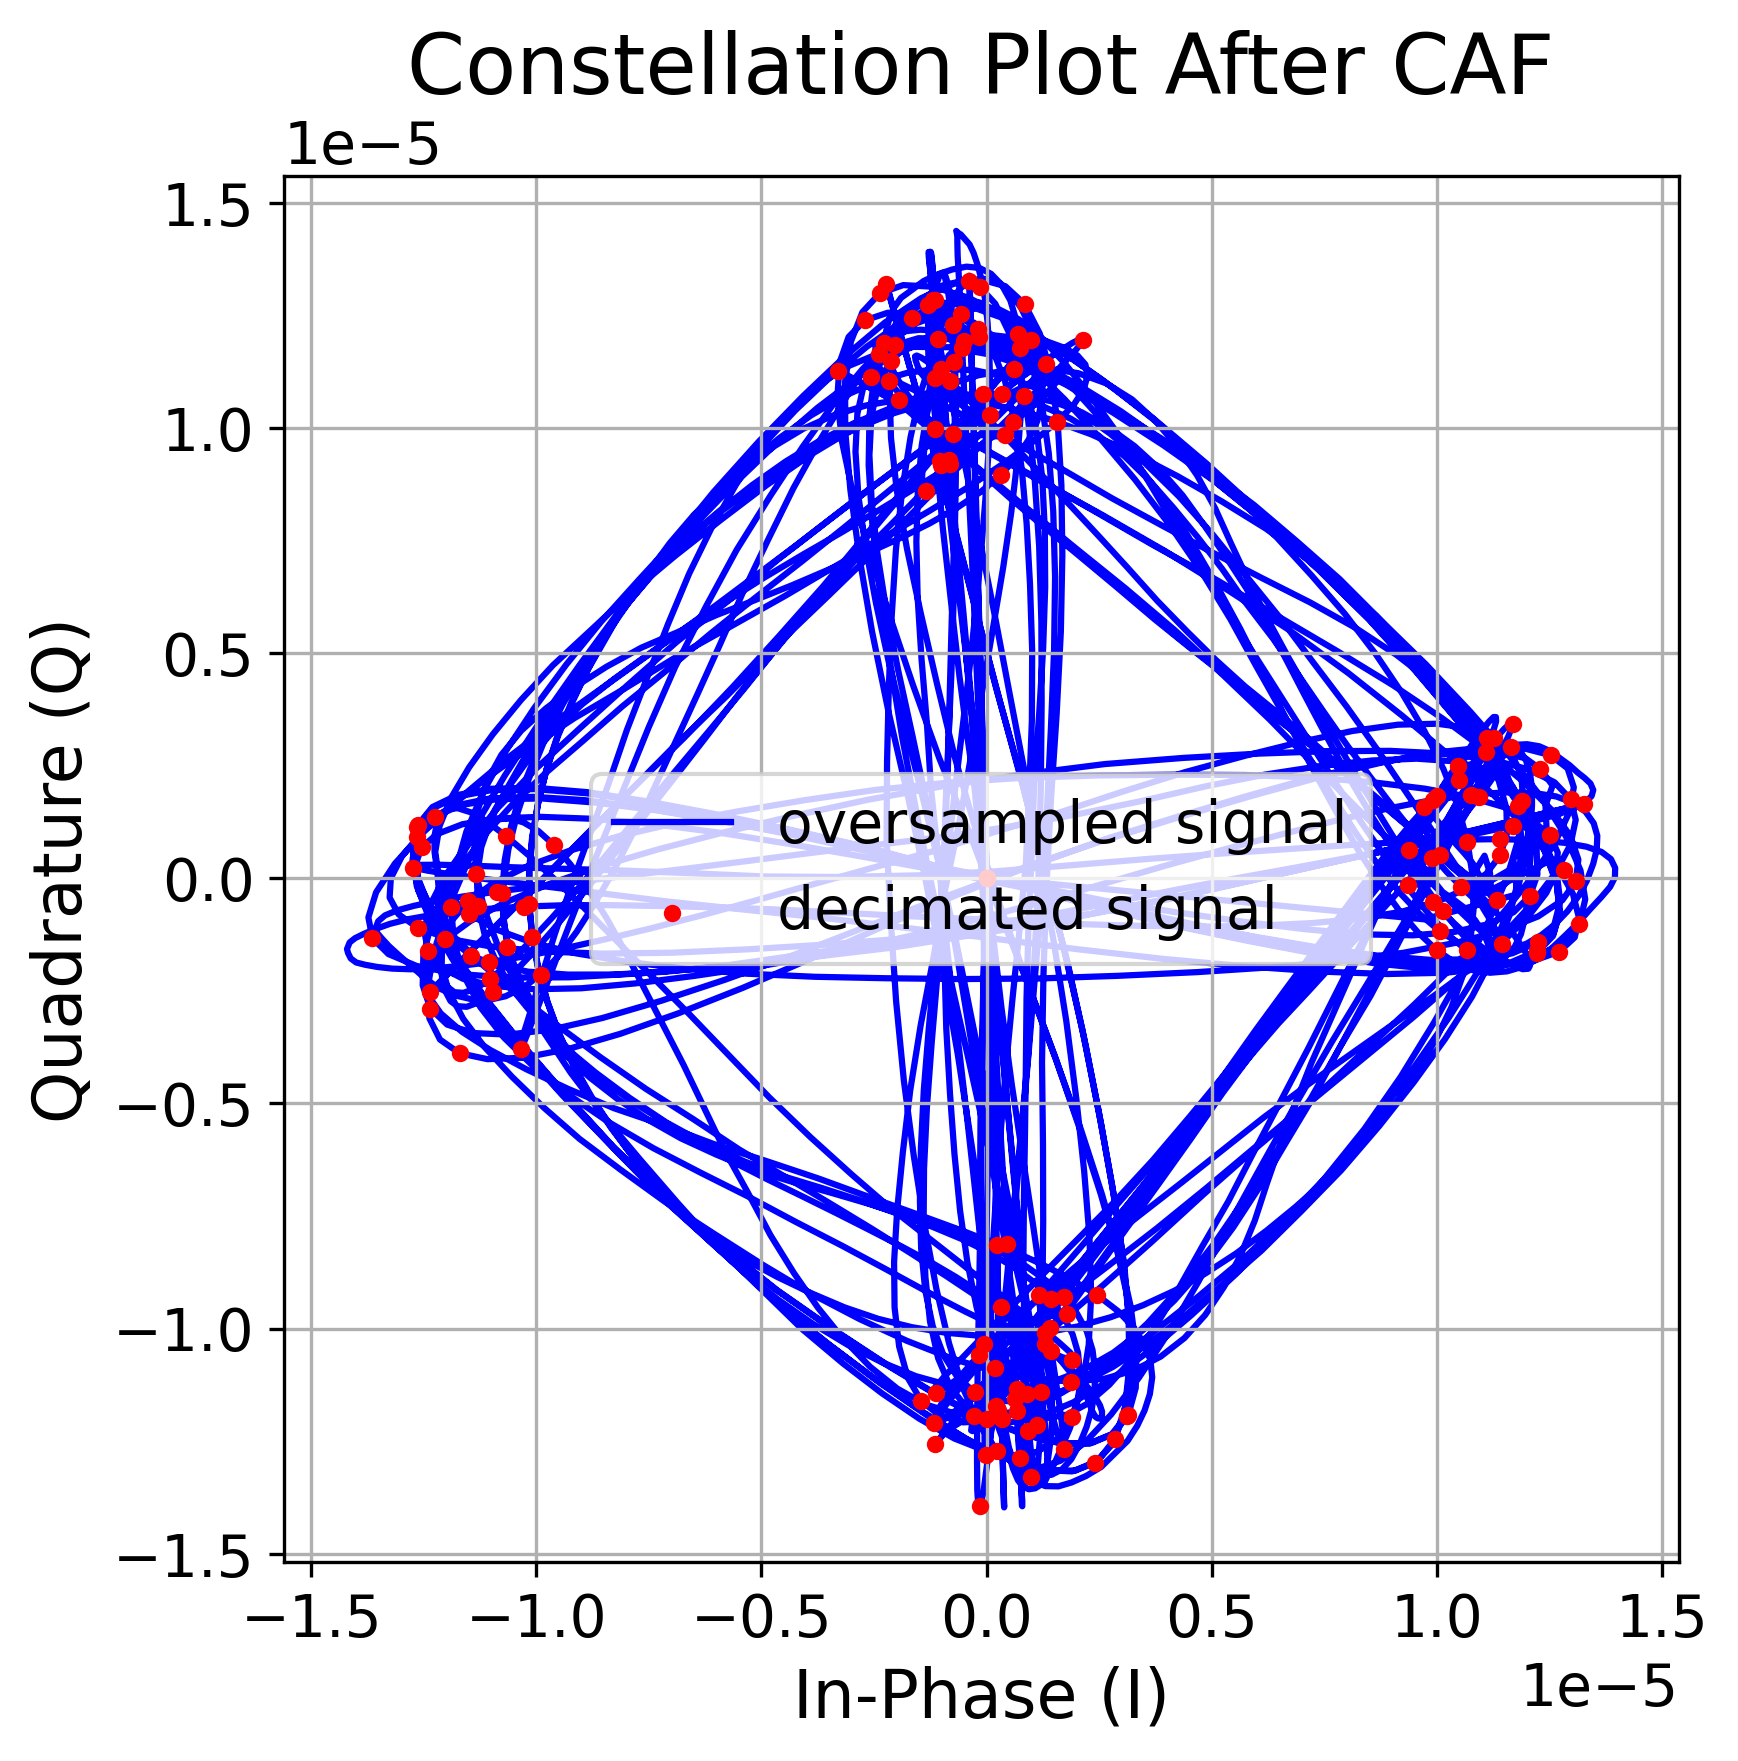 Constellation Plot After CAF
1e−5
1.5
1.0
0.5
0.0
−0.5
−1.0
−1.5
Quadrature (Q)
oversampled signal
decimated signal
−1.5 −1.0 −0.5 0.0 0.5 1.0 1.5
1e−5
In-Phase (I)